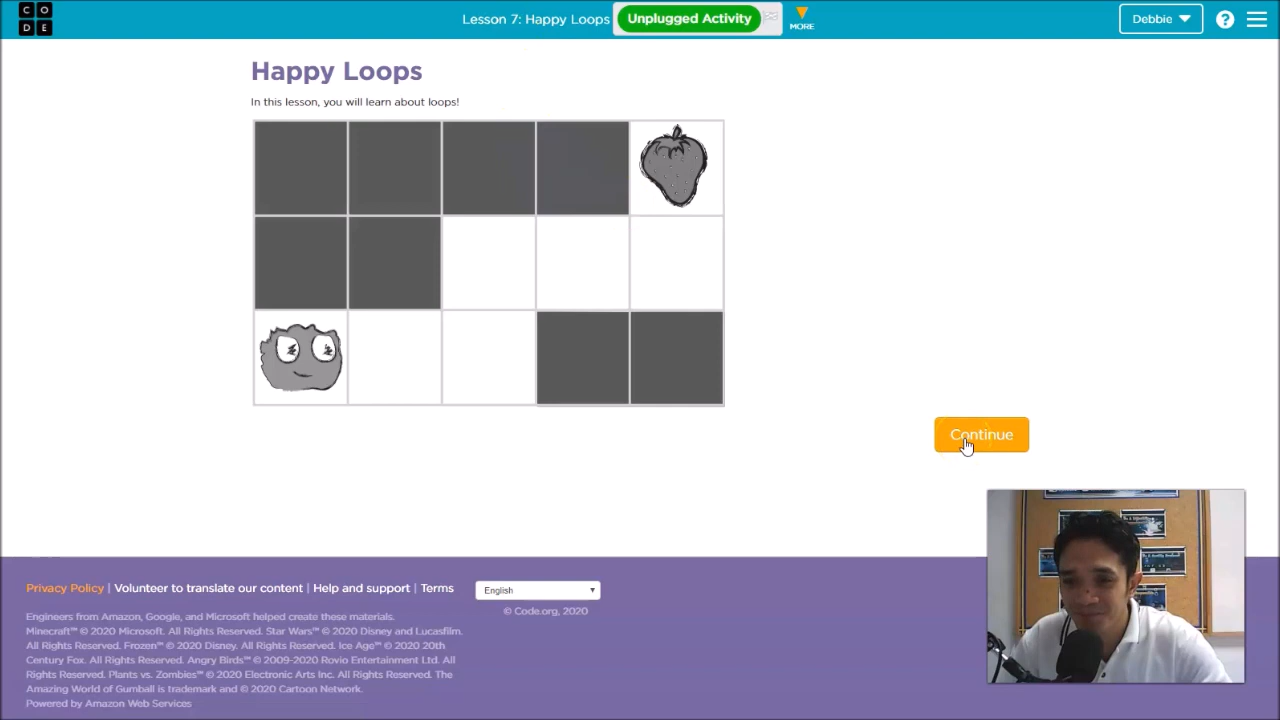 C O
D E
Lesson 7: Happy Loops
Unplugged Activity
MORE
Debbie
?
Happy Loops
In this lesson, you will learn about loops!
Continue
Privacy Policy | Volunteer to translate our content | Help and support | Terms
English
© Code.org, 2020
Engineers from Amazon, Google, and Microsoft helped create these materials.
Minecraft™ © 2020 Microsoft. All Rights Reserved. Star Wars™ © 2020 Disney and Lucasfilm.
All Rights Reserved. Frozen™ © 2020 Disney. All Rights Reserved. Ice Age™ © 2020 20th
Century Fox. All Rights Reserved. Angry Birds™ © 2009-2020 Rovio Entertainment Ltd. All
Rights Reserved. Plants vs. Zombies™ © 2020 Electronic Arts Inc. All Rights Reserved. The
Amazing World of Gumball is trademark and © 2020 Cartoon Network.
Powered by Amazon Web Services